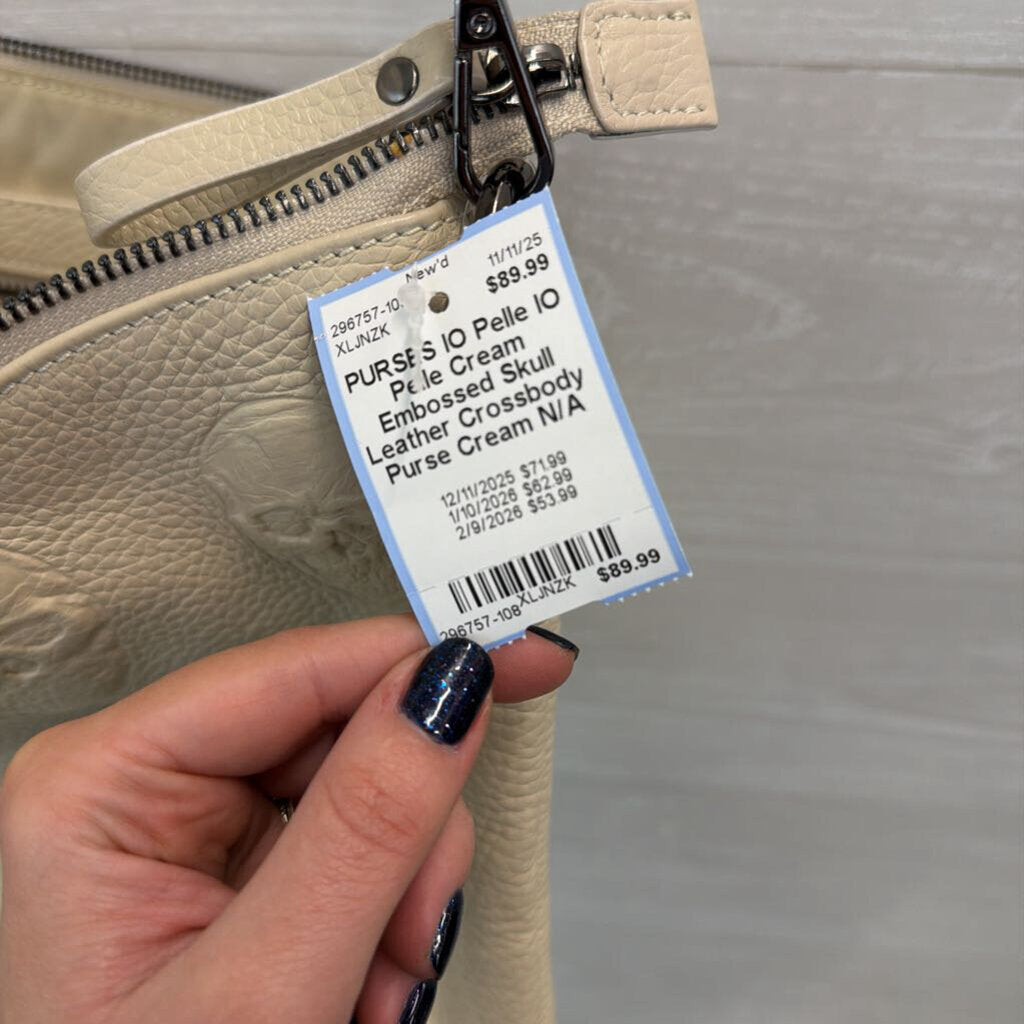 New'd 11/11/25
296757-10 $89.99
XLJNZK
PURSES IO Pelle IO
Pelle Cream
Embossed Skull
Leather Crossbody
Purse Cream N/A
12/11/2025 $71.99
1/10/2026 $62.99
2/9/2026 $53.99
296757-108 XLJNZK $89.99